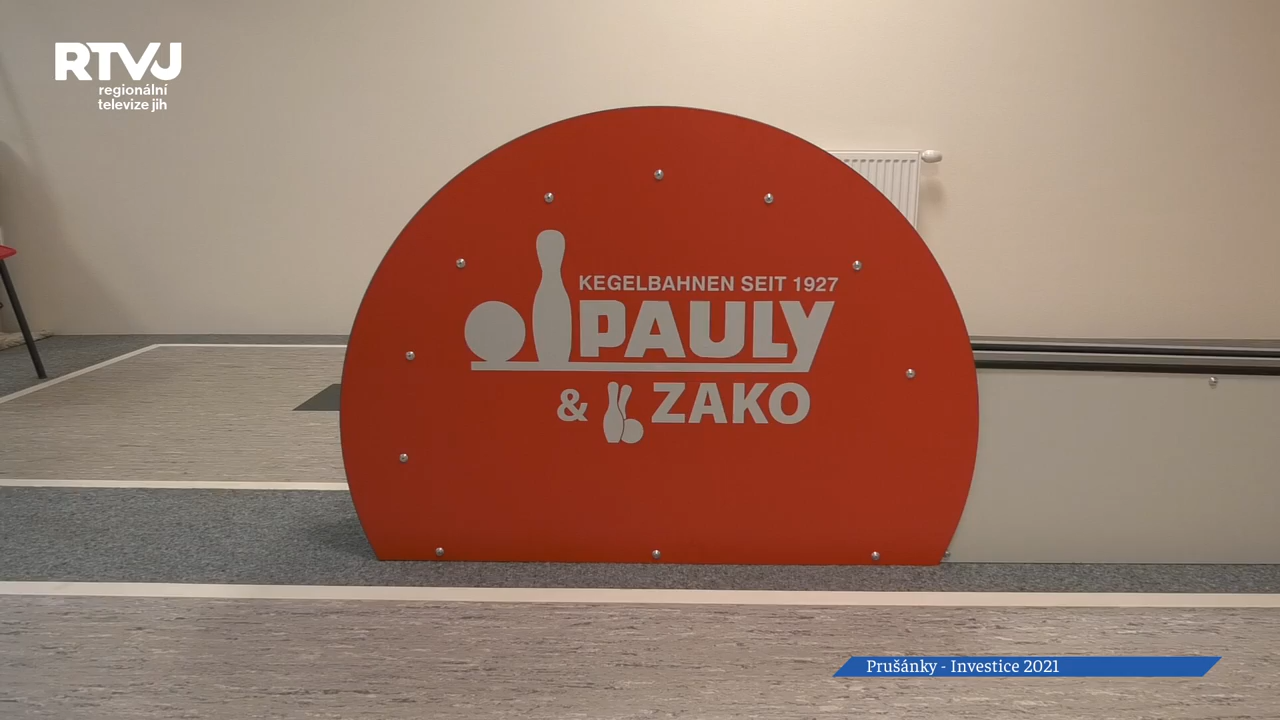 RTVJ
regionální
televize jih
KEGELBAHNEN SEIT 1927
PAULY
& ZAKO
Prušánky - Investice 2021